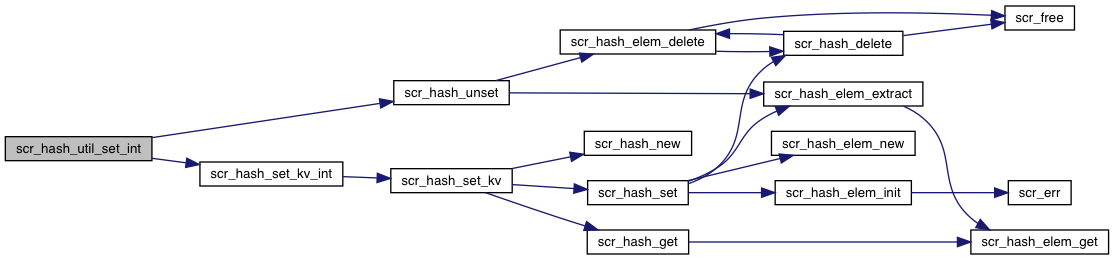 scr_hash_util_set_int
scr_hash_unset
scr_hash_set_kv_int
scr_hash_set_kv
scr_hash_elem_delete
scr_hash_new
scr_hash_set
scr_hash_get
scr_hash_delete
scr_hash_elem_extract
scr_hash_elem_new
scr_hash_elem_init
scr_free
scr_err
scr_hash_elem_get